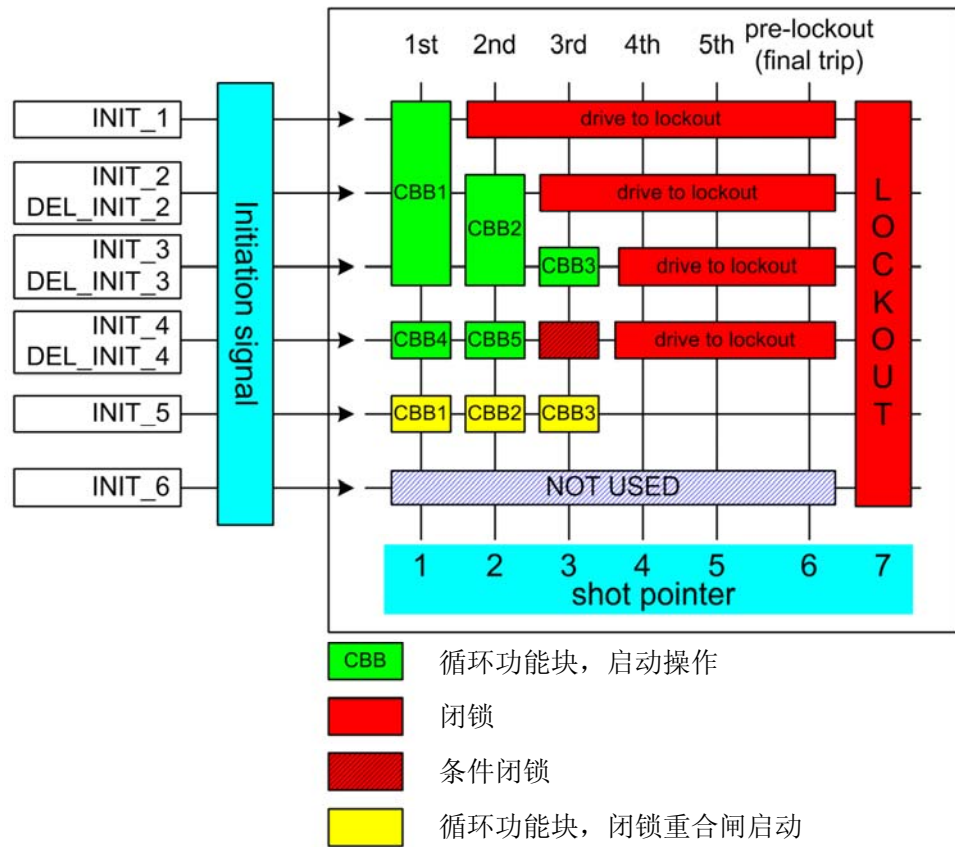 1st 2nd 3rd 4th 5th pre-lockout
(final trip)
INIT_1
drive to lockout
INIT_2
DEL_INIT_2
CBB1
CBB2
drive to lockout
INIT_3
DEL_INIT_3
CBB3
drive to lockout
INIT_4
DEL_INIT_4
CBB4
CBB5
drive to lockout
INIT_5
CBB1
CBB2
CBB3
INIT_6
NOT USED
Initiation signal
LOCKOUT
1 2 3 4 5 6 7
shot pointer
CBB 循环功能块，启动操作
闭锁
条件闭锁
循环功能块，闭锁重合闸启动